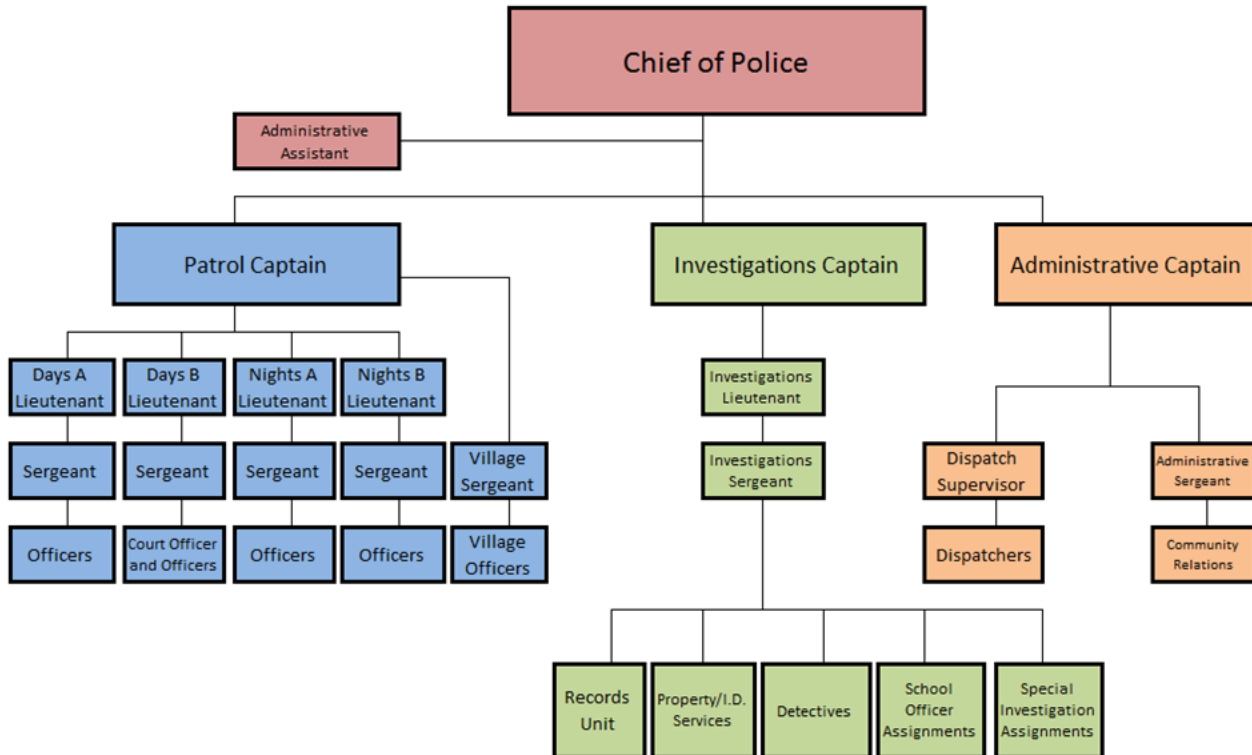 Chief of Police
Administrative
Assistant
Patrol Captain
Investigations Captain
Administrative Captain
Days A
Lieutenant
Days B
Lieutenant
Nights A
Lieutenant
Nights B
Lieutenant
Investigations
Lieutenant
Sergeant
Sergeant
Sergeant
Sergeant
Village
Sergeant
Investigations
Sergeant
Dispatch
Supervisor
Administrative
Sergeant
Officers
Court Officer
and Officers
Officers
Officers
Village
Officers
Dispatchers
Community
Relations
Records
Unit
Property/I.D.
Services
Detectives
School
Officer
Assignments
Special
Investigation
Assignments